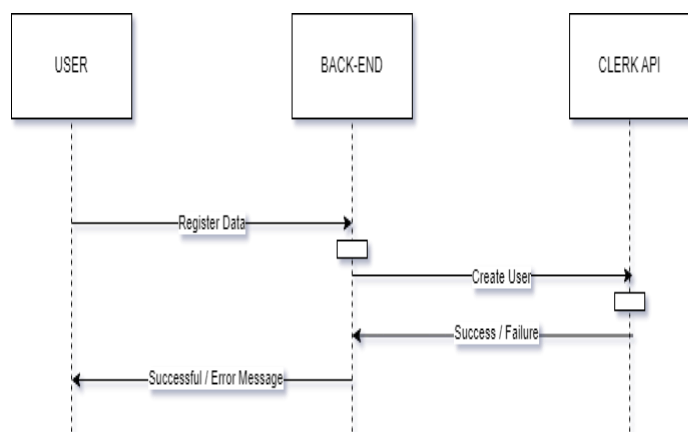 USER
BACK-END
CLERK API
Register Data
Create User
Success / Failure
Successful / Error Message